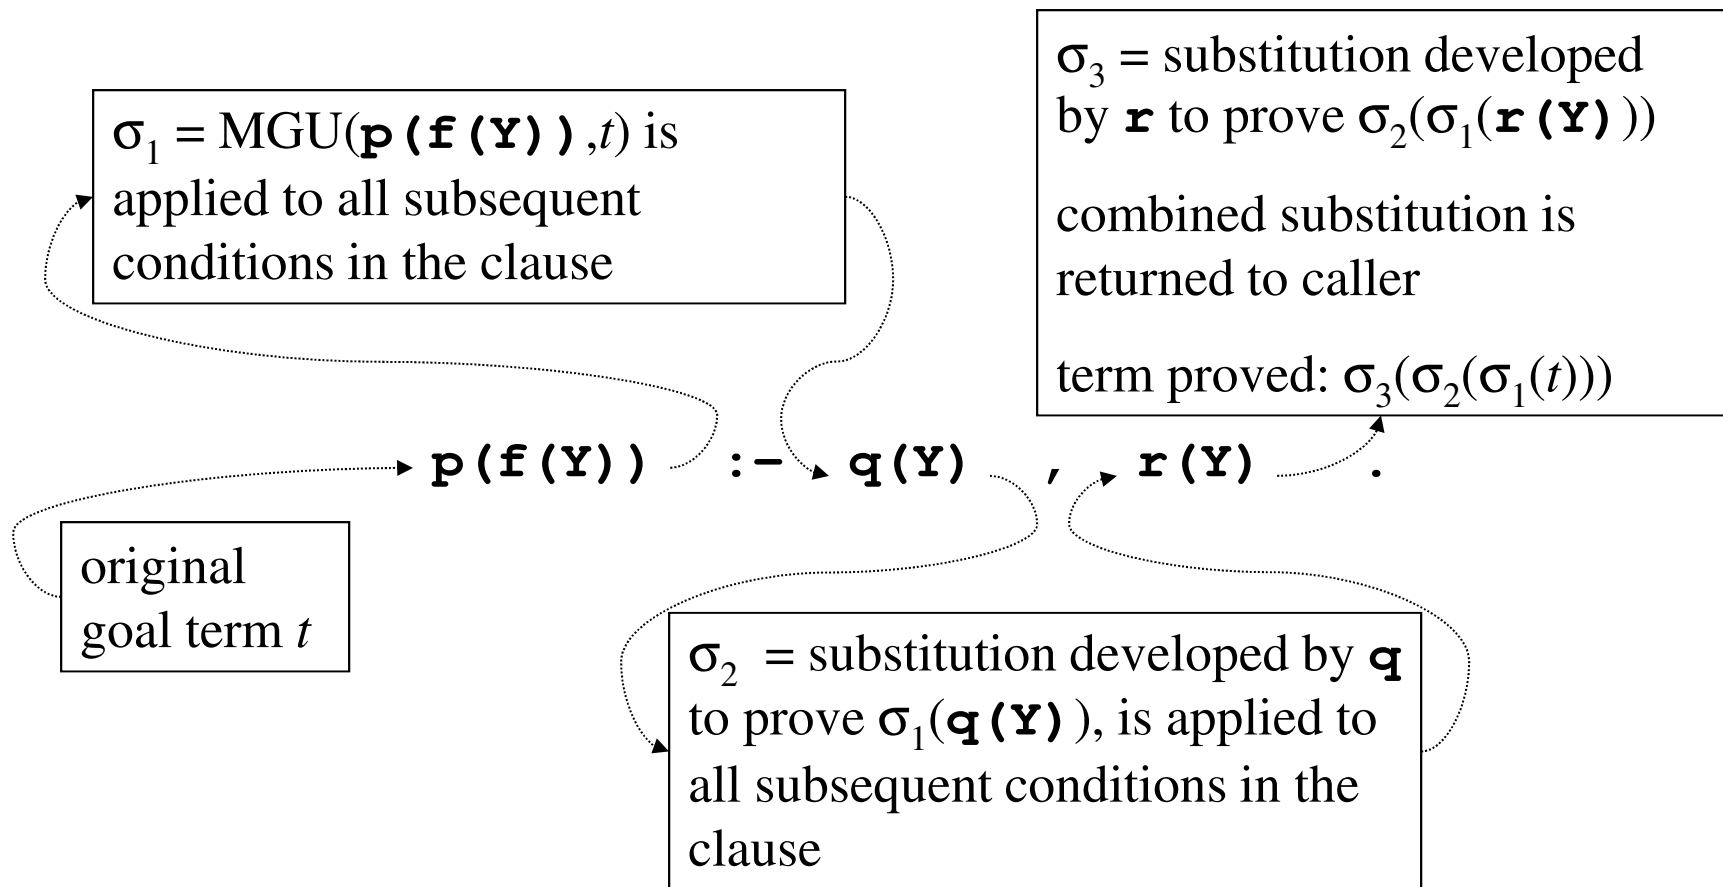 σ₁ = MGU(p(f(Y)),t) is
applied to all subsequent
conditions in the clause
σ₃ = substitution developed
by r to prove σ₂(σ₁(r(Y)))
combined substitution is
returned to caller
term proved: σ₃(σ₂(σ₁(t)))
p(f(Y)) :- q(Y) , r(Y) .
original
goal term t
σ₂ = substitution developed by q
to prove σ₁(q(Y)), is applied to
all subsequent conditions in the
clause